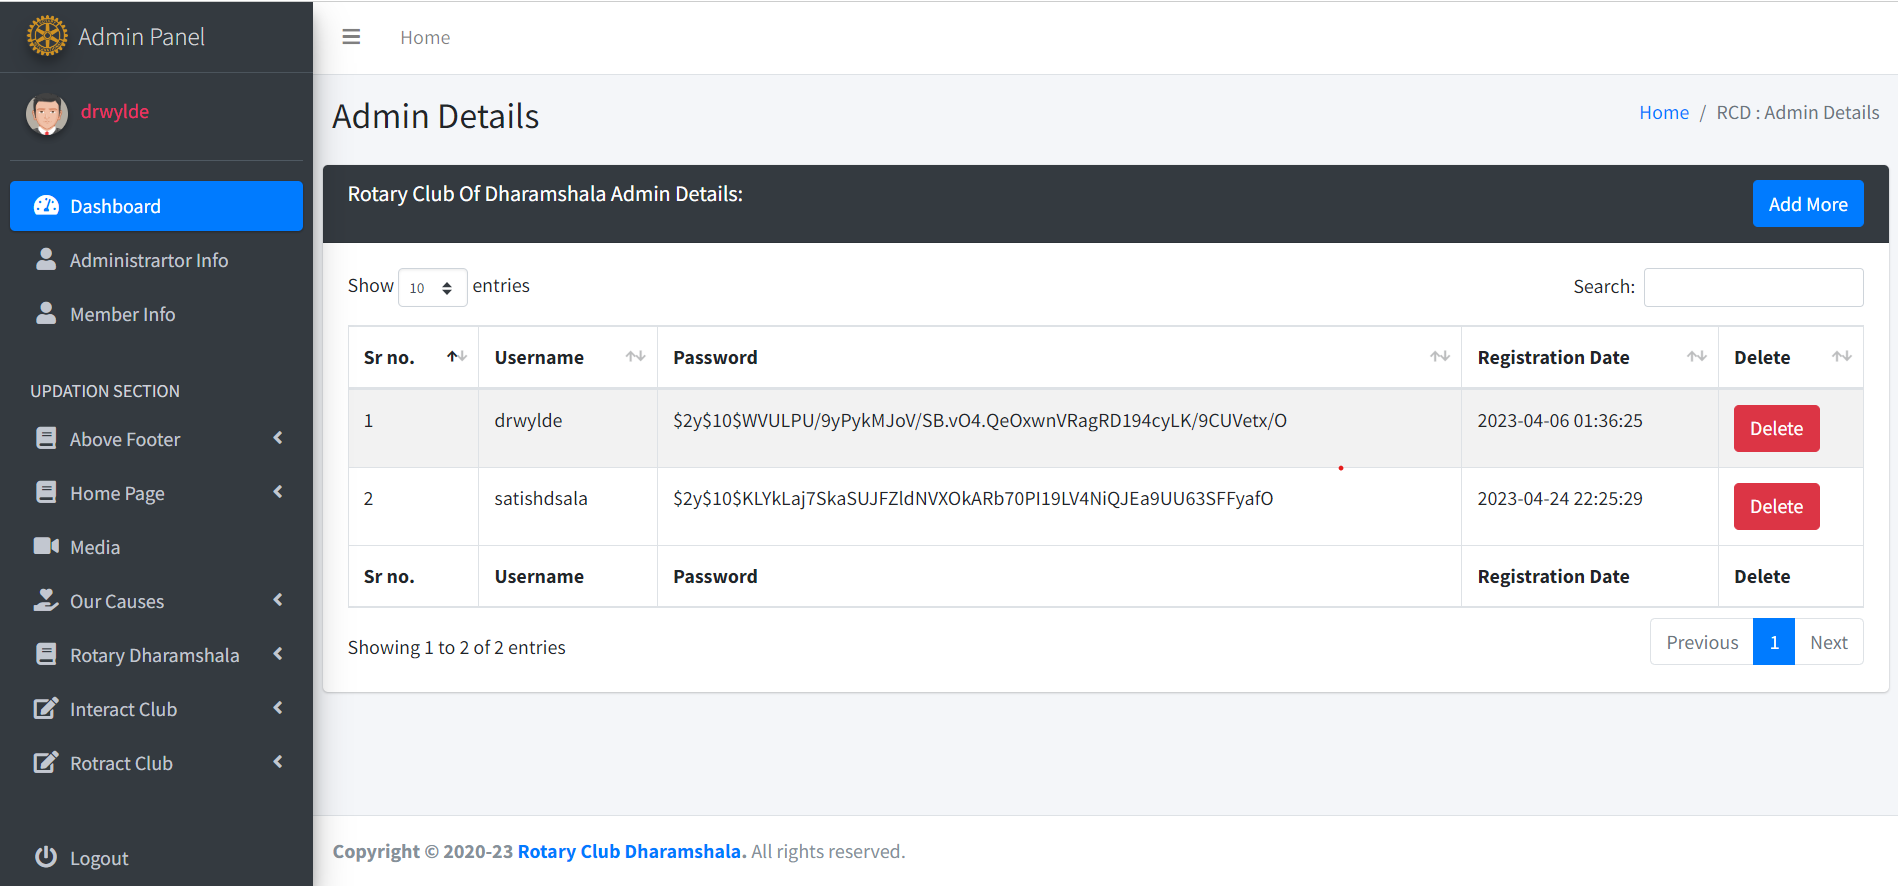 Admin Panel
Home
drwylde
Admin Details
Home / RCD : Admin Details
Dashboard
Administrartor Info
Member Info
UPDATION SECTION
Above Footer
Home Page
Media
Our Causes
Rotary Dharamshala
Interact Club
Rotract Club
Logout
Rotary Club Of Dharamshala Admin Details:
Add More
Show 10 entries
Search:
Sr no. Username Password Registration Date Delete
1 drwylde $2y$10$WVULPU/9yPykMJoV/SB.vO4.QeOxwnVRagRD194cyLK/9CUVetx/O 2023-04-06 01:36:25 Delete
2 satishdsala $2y$10$KLYkLaj7SkaSUJFZldNVXOkARb70PI19LV4NiQJEa9UU63SFFyafO 2023-04-24 22:25:29 Delete
Sr no. Username Password Registration Date Delete
Showing 1 to 2 of 2 entries
Previous 1 Next
Copyright © 2020-23 Rotary Club Dharamshala. All rights reserved.